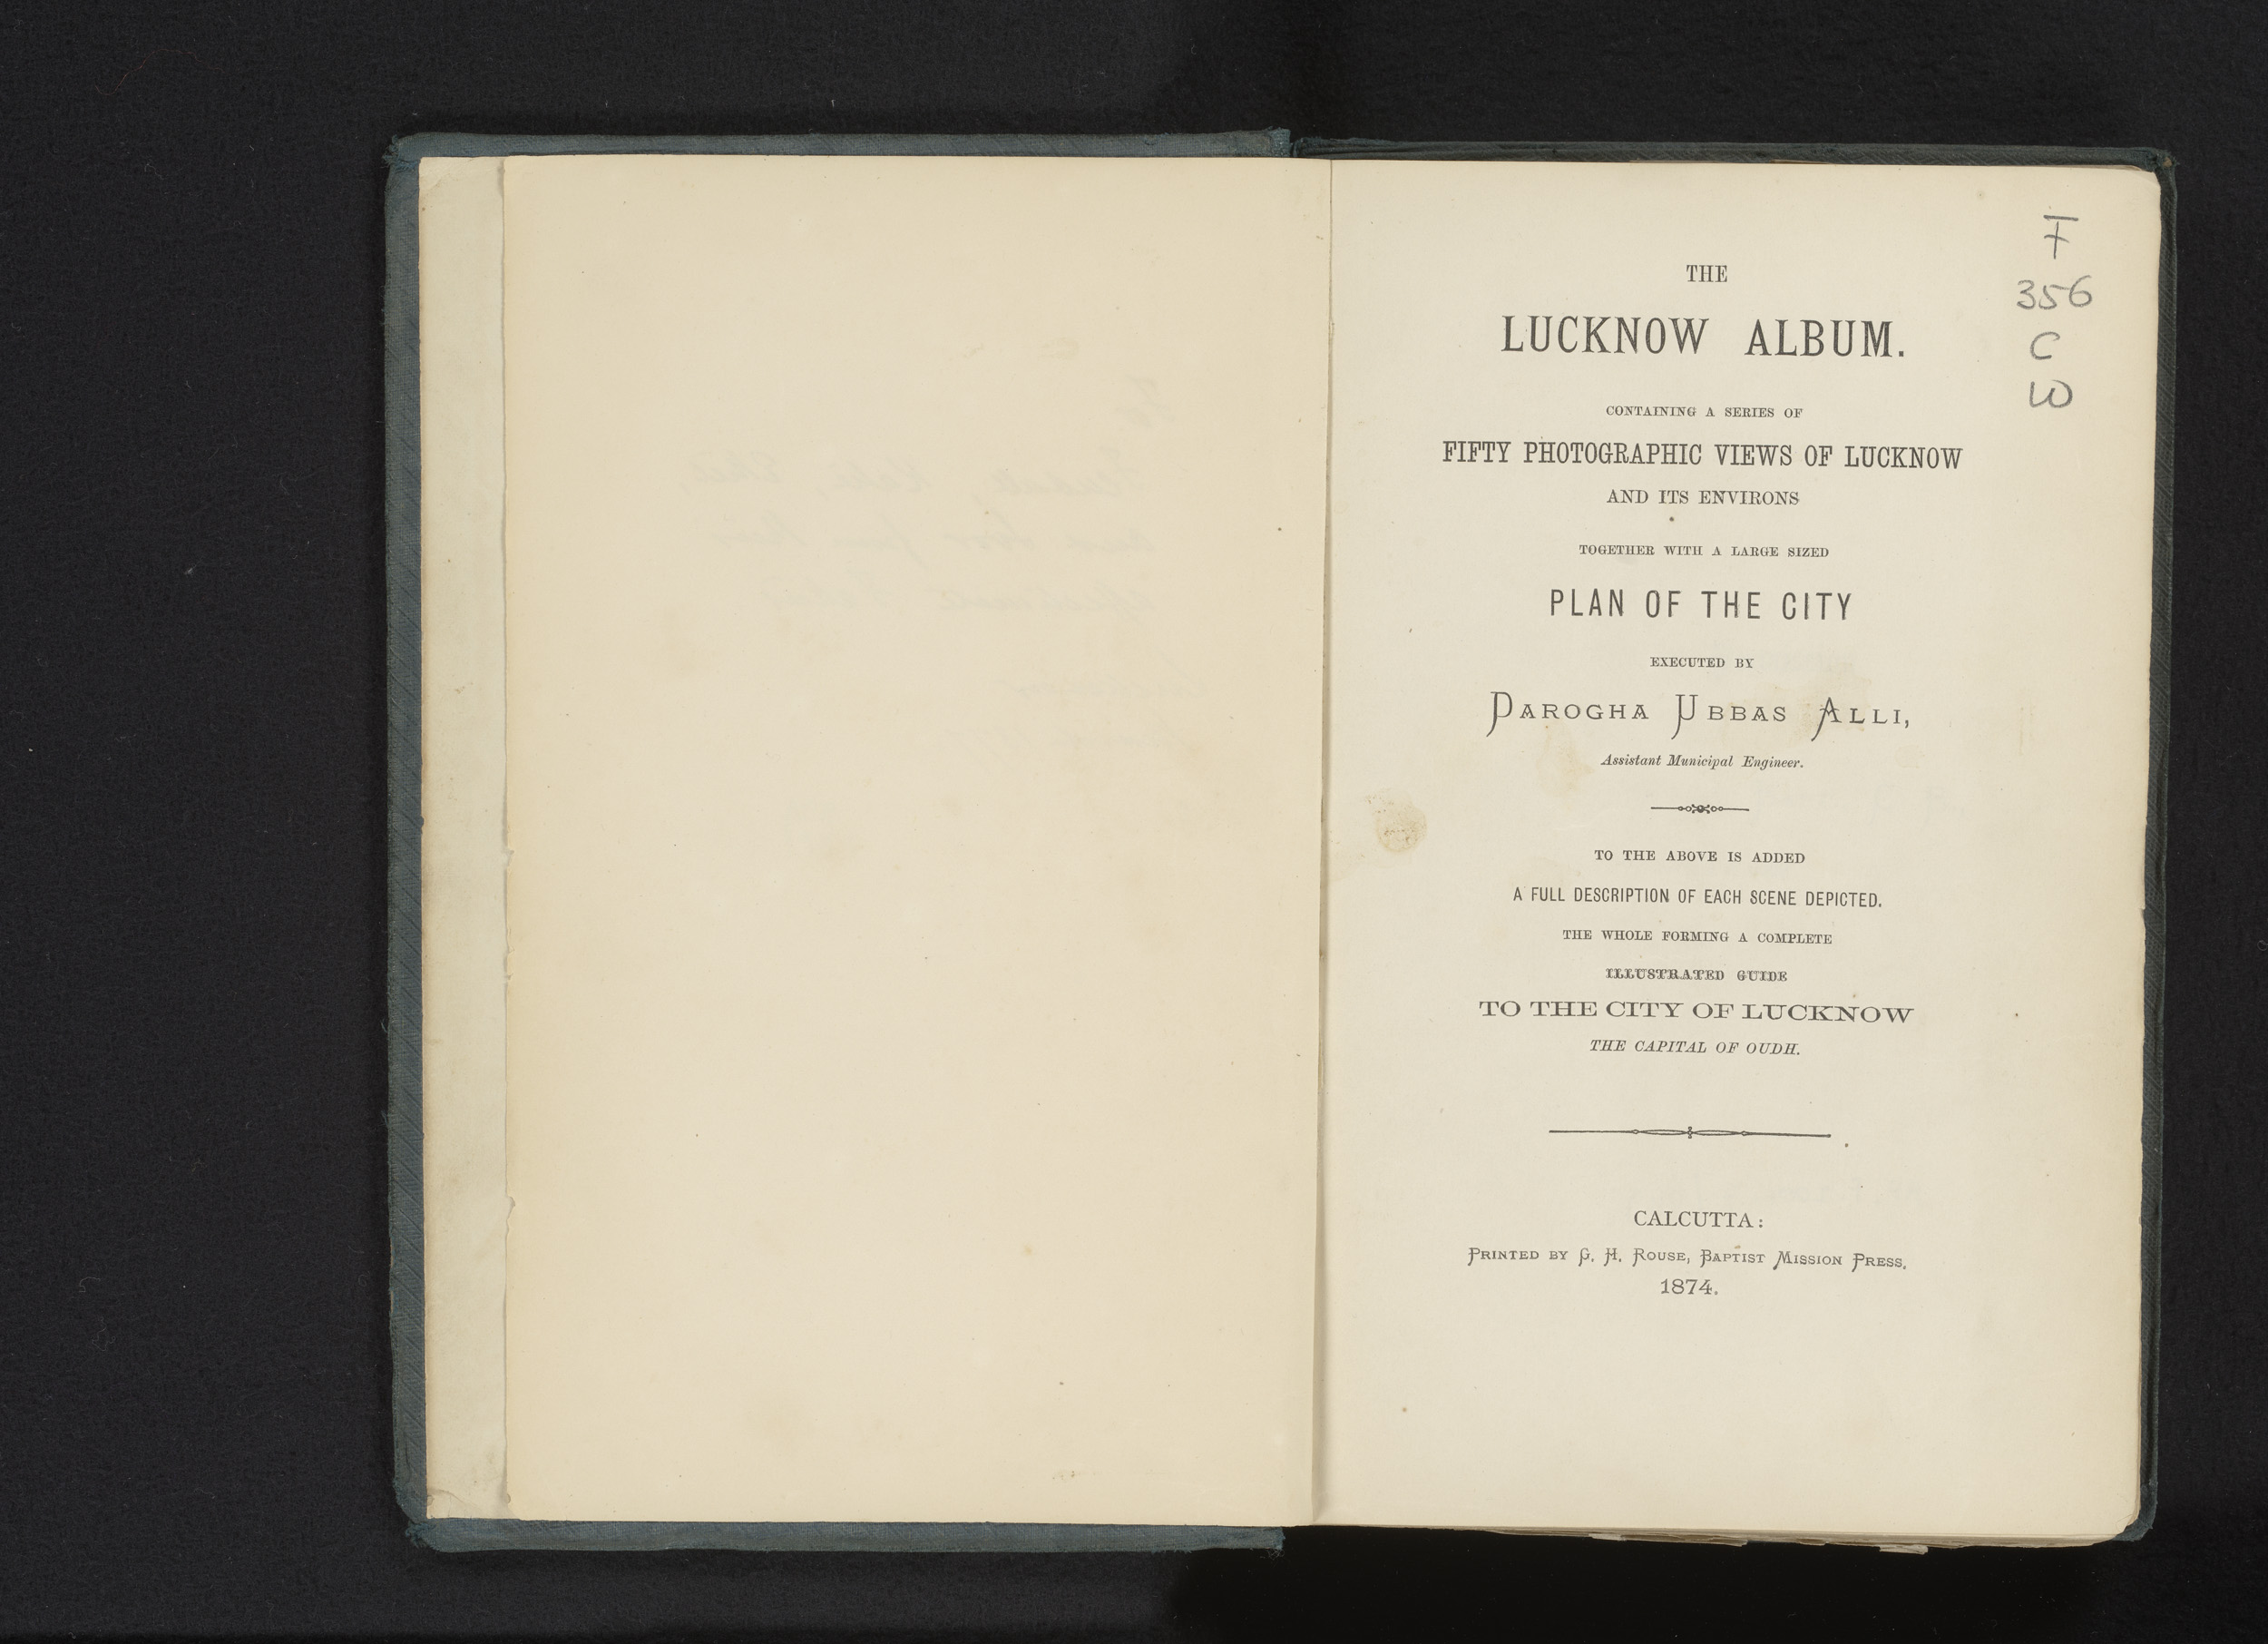 THE
LUCKNOW ALBUM.
CONTAINING A SERIES OF
FIFTY PHOTOGRAPHIC VIEWS OF LUCKNOW
AND ITS ENVIRONS
TOGETHER WITH A LARGE SIZED
PLAN OF THE CITY
EXECUTED BY
DAROGHA UBBAS ALLI,
Assistant Municipal Engineer.
TO THE ABOVE IS ADDED
A FULL DESCRIPTION OF EACH SCENE DEPICTED.
THE WHOLE FORMING A COMPLETE
ILLUSTRATED GUIDE
TO THE CITY OF LUCKNOW
THE CAPITAL OF OUDH.
CALCUTTA:
PRINTED BY G. H. ROUSE, BAPTIST MISSION PRESS.
1874.
F
356
C
W